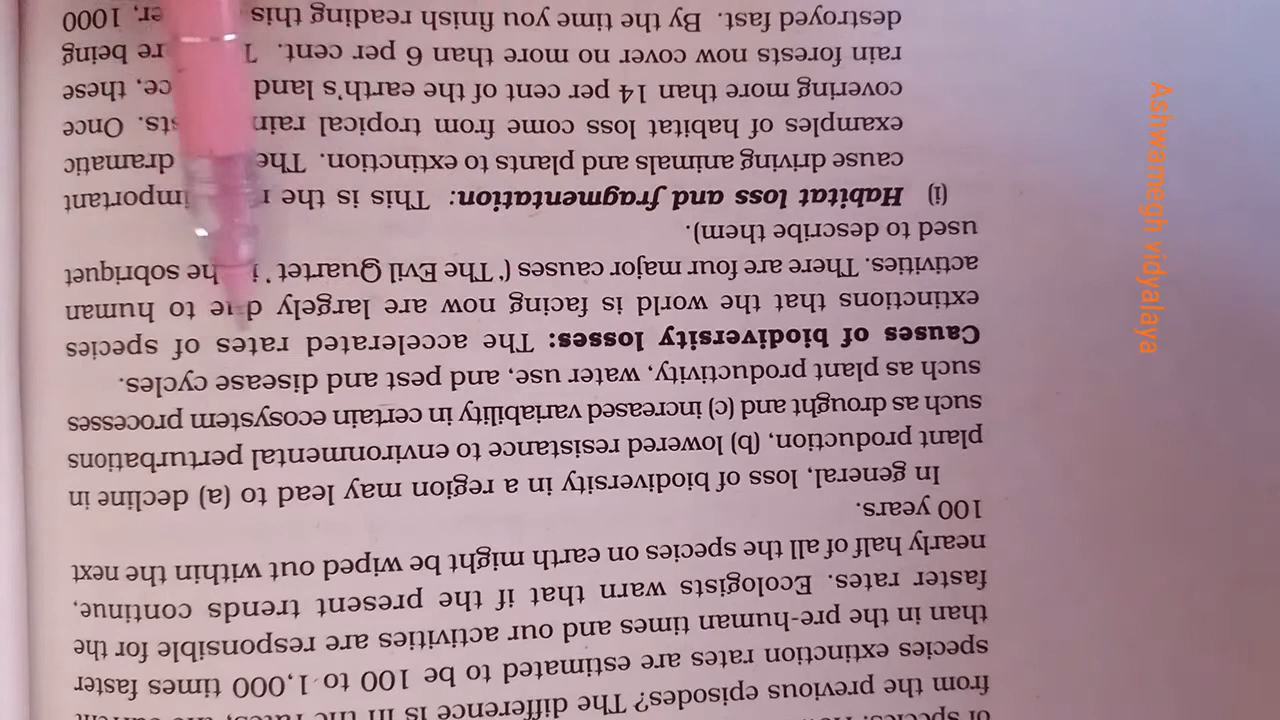 from the previous episodes? The difference is in the rates; the current
species extinction rates are estimated to be 100 to 1,000 times faster
than in the pre-human times and our activities are responsible for the
faster rates. Ecologists warn that if the present trends continue,
nearly half of all the species on earth might be wiped out within the next
100 years.
In general, loss of biodiversity in a region may lead to (a) decline in
plant production, (b) lowered resistance to environmental perturbations
such as drought and (c) increased variability in certain ecosystem processes
such as plant productivity, water use, and pest and disease cycles.
Causes of biodiversity losses: The accelerated rates of species
extinctions that the world is facing now are largely due to human
activities. There are four major causes (‘The Evil Quartet’ the sobriquet
used to describe them).
(i) Habitat loss and fragmentation: This is the important
cause driving animals and plants to extinction. The dramatic
examples of habitat loss come from tropical rain. Once
covering more than 14 per cent of the earth's land these
rain forests now cover no more than 6 per cent. being
destroyed fast. By the time you finish reading this 1000
Ashwamegh vidyalaya